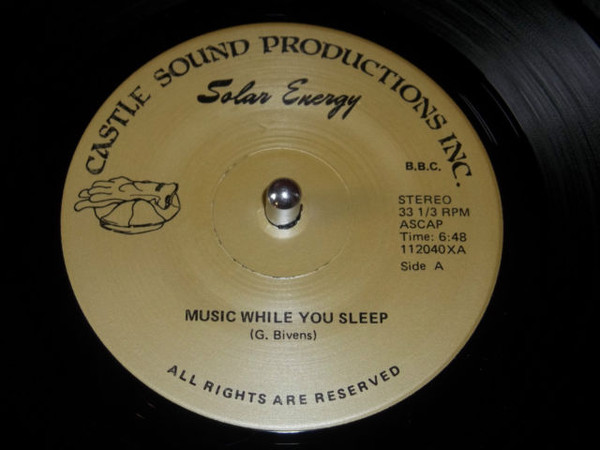 CASTLE SOUND PRODUCTIONS INC.
Solar Energy
B.B.C.
STEREO
33 1/3 RPM
ASCAP
Time: 6:48
112040XA
Side A
MUSIC WHILE YOU SLEEP
(G. Bivens)
ALL RIGHTS ARE RESERVED